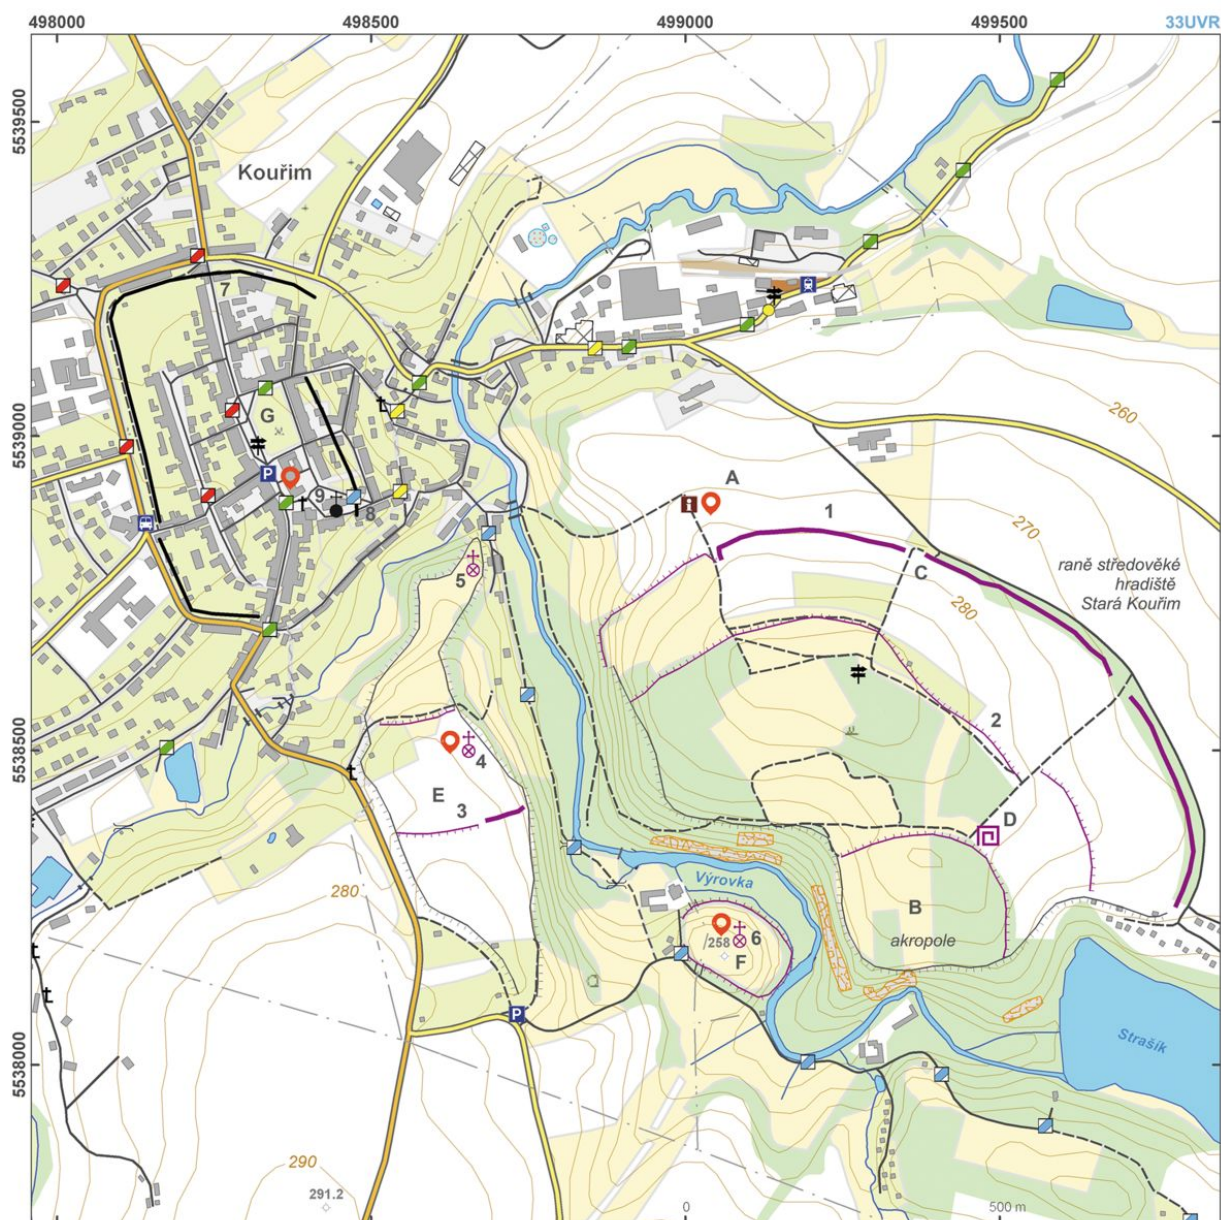 498000
498500
499000
499500
33UVR
5539500
Kouřim
7
5539000
260
G
A
P
9
8
1
270
C
raně středověké
hradiště
Stará Kouřim
5
280
2
5538500
4
E
3
D
280
Výrovka
B
6
258
akropole
F
P
5538000
Strašík
290
291.2
0
500 m